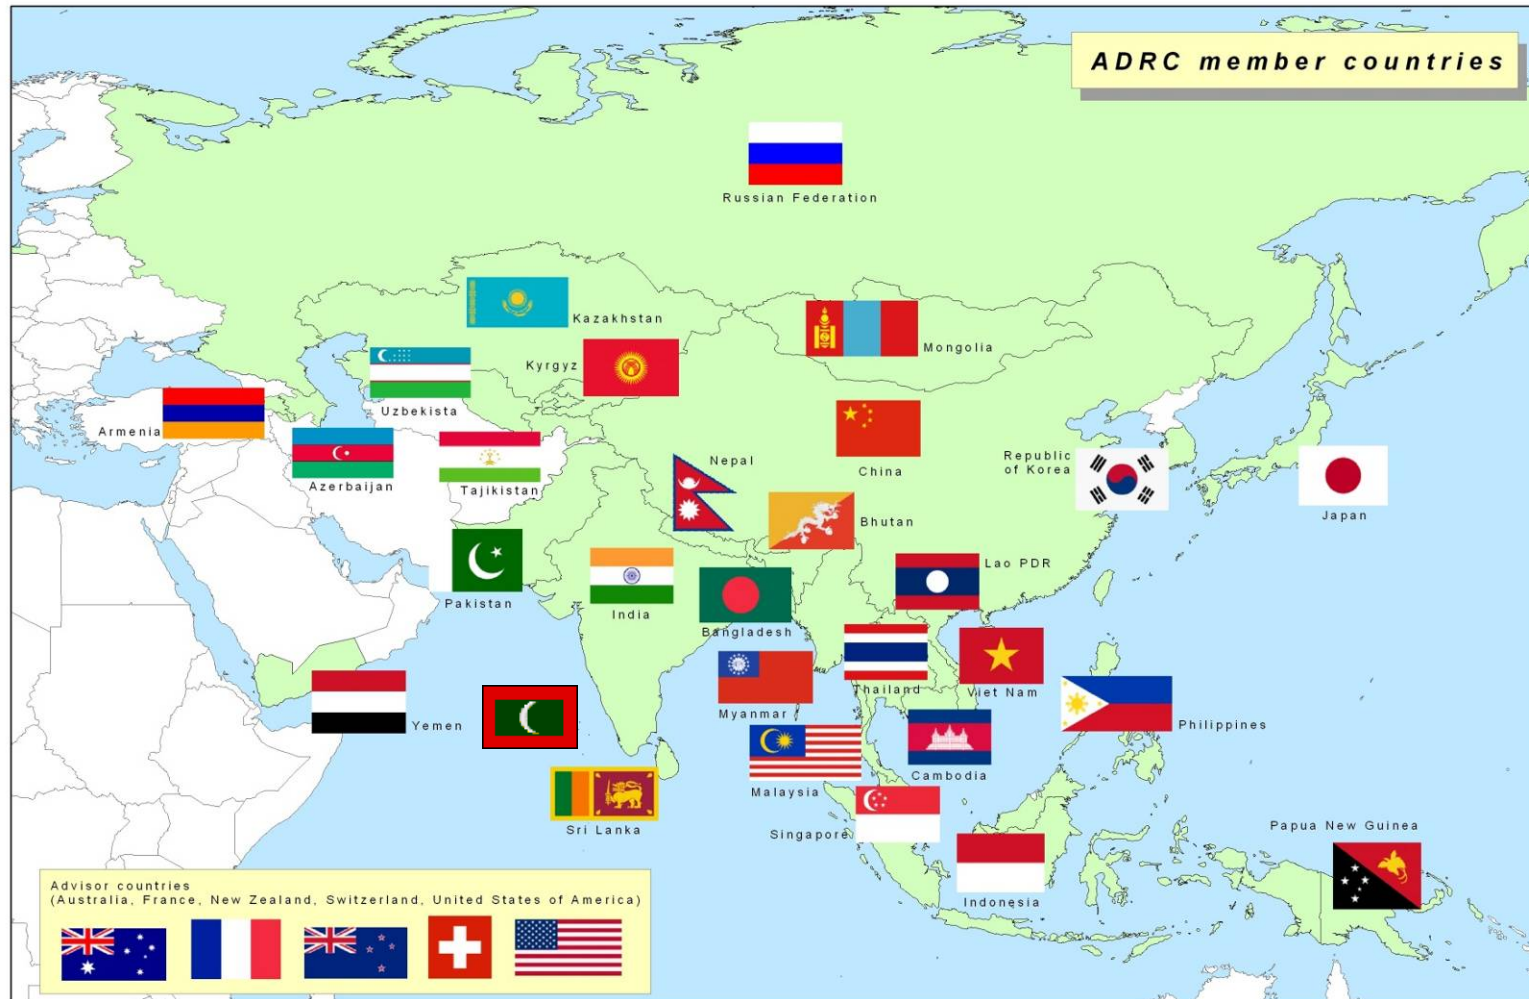 ADRC member countries
Russian Federation
Kazakhstan
Mongolia
Kyrgyz
Uzbekista
Armenia
Azerbaijan
Tajikistan
Nepal
China
Republic
of Korea
Japan
Bhutan
Pakistan
India
Bangladesh
Lao PDR
Yemen
Myanmar
Thailand
Viet Nam
Philippines
Sri Lanka
Malaysia
Cambodia
Singapore
Indonesia
Papua New Guinea
Advisor countries
(Australia, France, New Zealand, Switzerland, United States of America)